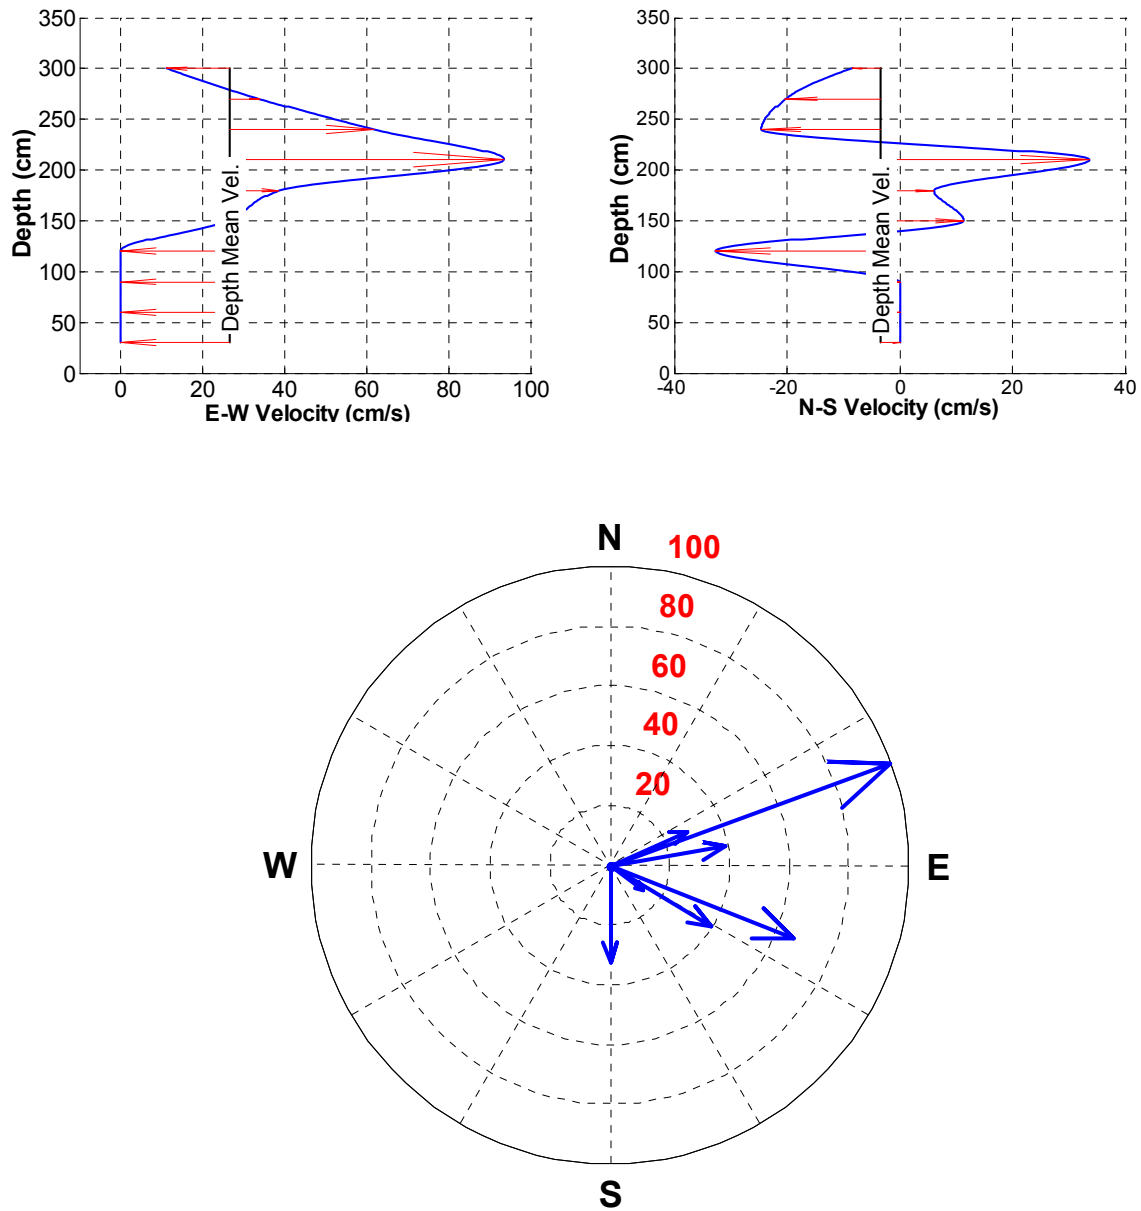 350
300
250
200
150
100
50
0
Depth (cm)
Depth Mean Vel.
0 20 40 60 80 100
E-W Velocity (cm/s)
350
300
250
200
150
100
50
0
Depth (cm)
Depth Mean Vel.
-40 -20 0 20 40
N-S Velocity (cm/s)
N 100
80
60
40
20
W E
S